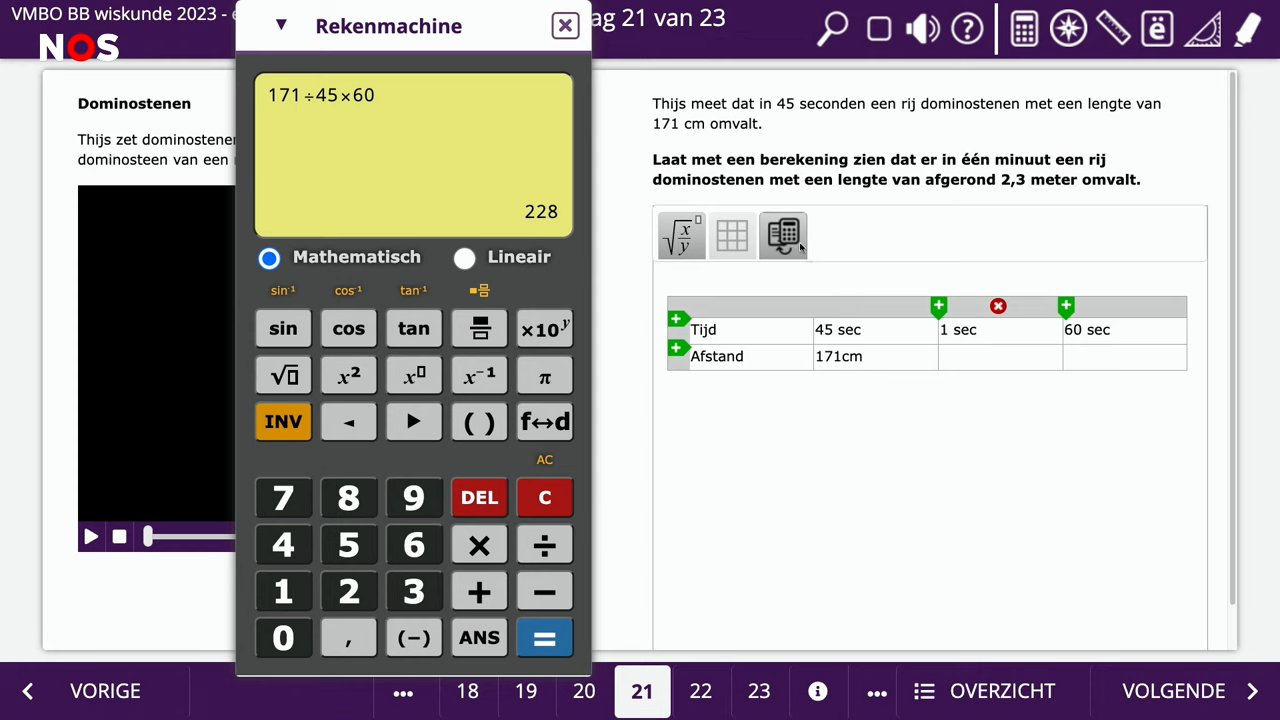 VMBO BB wiskunde 2023 -
ag 21 van 23
NOS
Rekenmachine
171÷45×60
228
Mathematisch
Lineair
sin⁻¹ cos⁻¹ tan⁻¹
sin cos tan ×10ʸ
√ x² x x⁻¹ π
INV ◄ ► ( ) f↔d
AC
7 8 9 DEL C
4 5 6 × ÷
1 2 3 + −
0 , (−) ANS =
Dominostenen
Thijs zet dominostenen
dominosteen van een
Thijs meet dat in 45 seconden een rij dominostenen met een lengte van
171 cm omvalt.
Laat met een berekening zien dat er in één minuut een rij
dominostenen met een lengte van afgerond 2,3 meter omvalt.
√x/y
Tijd 45 sec 1 sec 60 sec
Afstand 171cm
VORIGE ... 18 19 20 21 22 23 ... OVERZICHT VOLGENDE